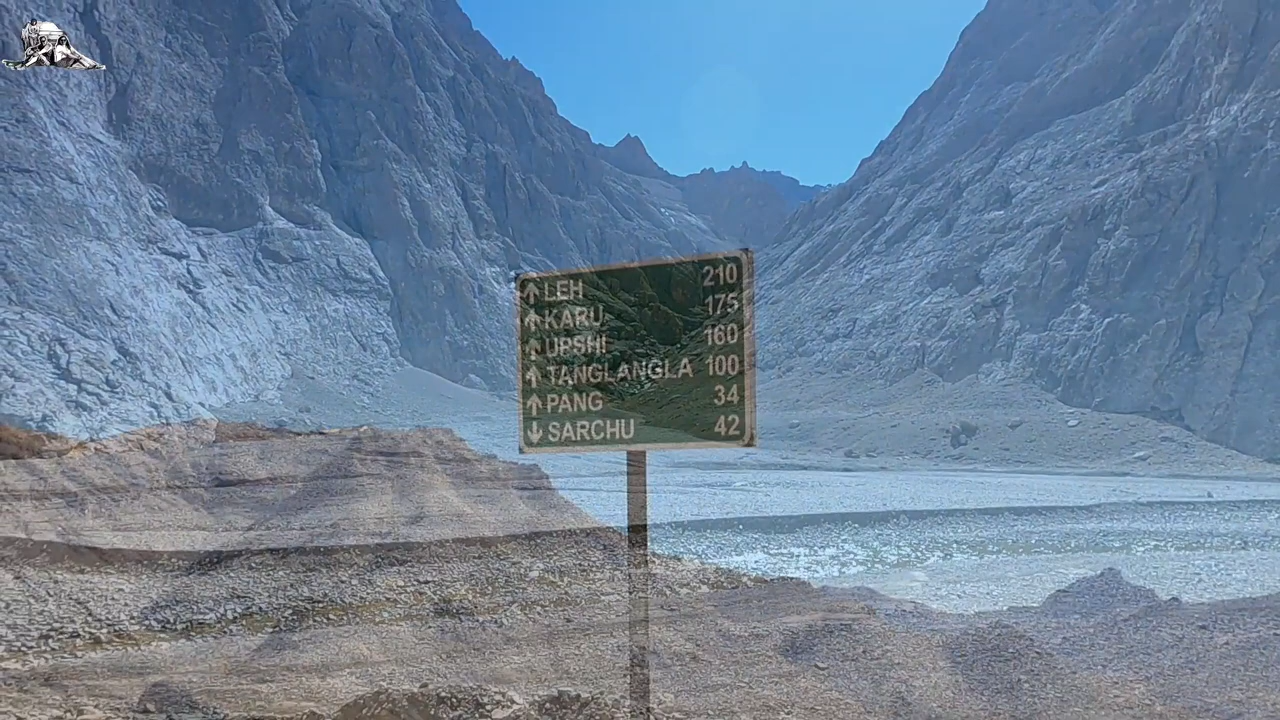 ↑ LEH 210
↑ KARU 175
↑ UPSHI 160
↑ TANGLANGLA 100
↑ PANG 34
↓ SARCHU 42